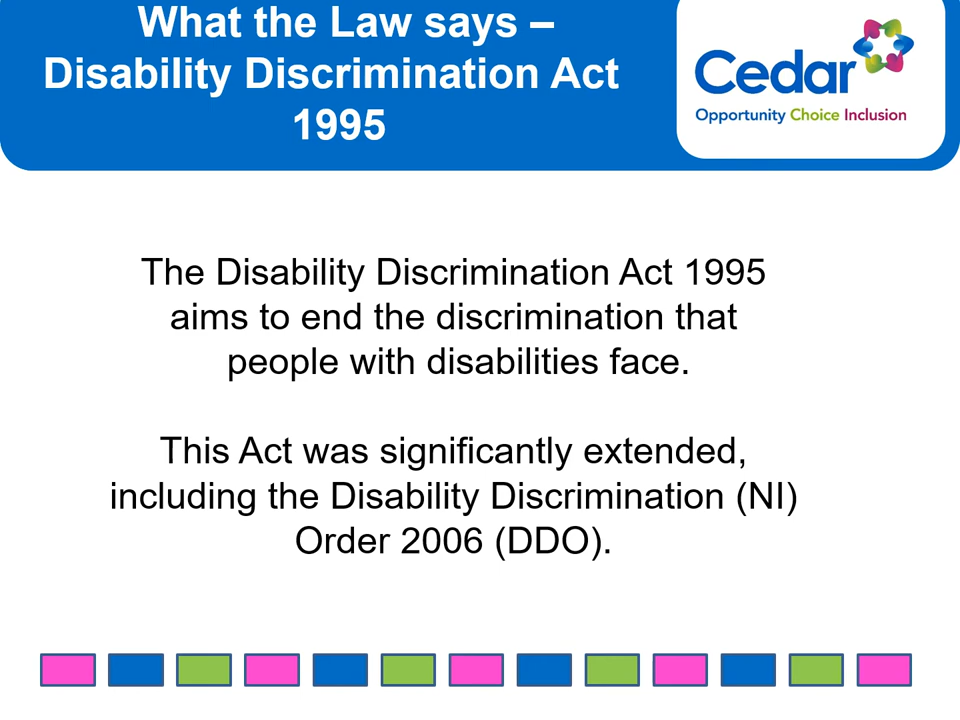 What the Law says –
Disability Discrimination Act
1995
Cedar
Opportunity Choice Inclusion
The Disability Discrimination Act 1995
aims to end the discrimination that
people with disabilities face.
This Act was significantly extended,
including the Disability Discrimination (NI)
Order 2006 (DDO).